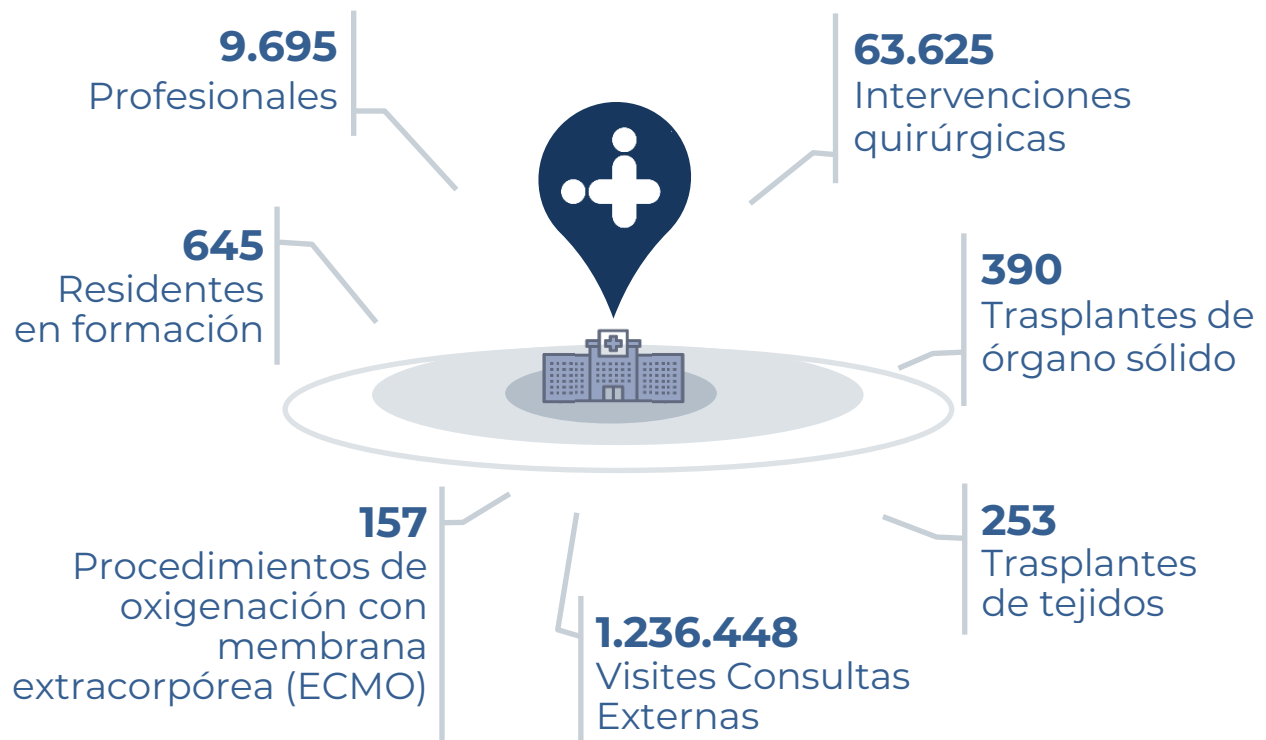 9.695
Profesionales
63.625
Intervenciones
quirúrgicas
645
Residentes
en formación
390
Trasplantes de
órgano sólido
157
Procedimientos de
oxigenación con
membrana
extracorpórea (ECMO)
253
Trasplantes
de tejidos
1.236.448
Visites Consultas
Externas